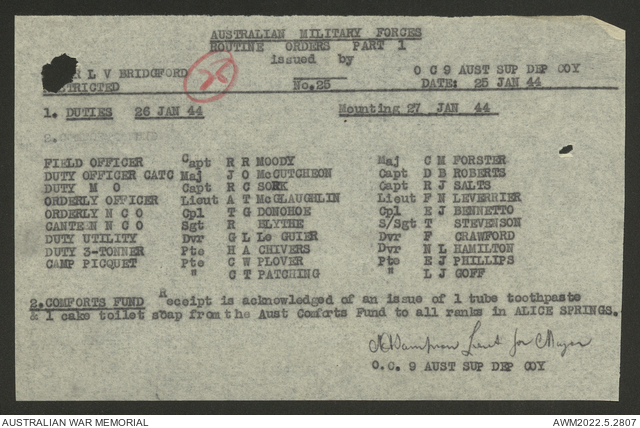 AUSTRALIAN MILITARY FORCES
ROUTINE ORDERS PART 1
issued by
R L V BRIDGFORD O C 9 AUST SUP DEP COY
STRICTED No.25 DATE: 25 JAN 44
1. DUTIES 26 JAN 44 Mounting 27 JAN 44
FIELD OFFICER Capt R R MOODY Maj C M FORSTER
DUTY OFFICER CATC Maj J O McCUTCHEON Capt D B ROBERTS
DUTY M O Capt R C SORK Capt R J SALTS
ORDERLY OFFICER Lieut A T McGLAUGHLIN Lieut F N LEVERRIER
ORDERLY N C O Cpl T G DONOHOE Cpl E J BENNETTO
CANTEEN N C O Sgt R BLYTHE S/Sgt T STEVENSON
DUTY UTILITY Dvr G L Le GUIER Dvr F CRAWFORD
DUTY 3-TONNER Pte H A CHIVERS Dvr N L HAMILTON
CAMP PICQUET Pte C W PLOVER Pte E J PHILLIPS
" C T PATCHING " L J GOFF
2.COMFORTS FUND Receipt is acknowledged of an issue of 1 tube toothpaste
& 1 cake toilet soap from the Aust Comforts Fund to all ranks in ALICE SPRINGS.
Lieut for Major
O.C. 9 AUST SUP DEP COY
AUSTRALIAN WAR MEMORIAL AWM2022.5.2807